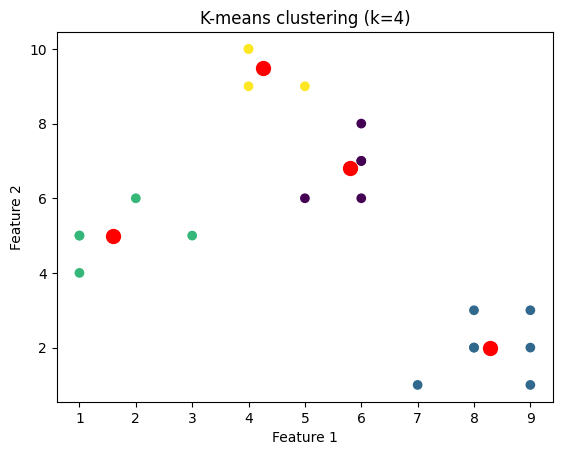 K-means clustering (k=4)
10
8
6
4
2
Feature 2
1 2 3 4 5 6 7 8 9
Feature 1